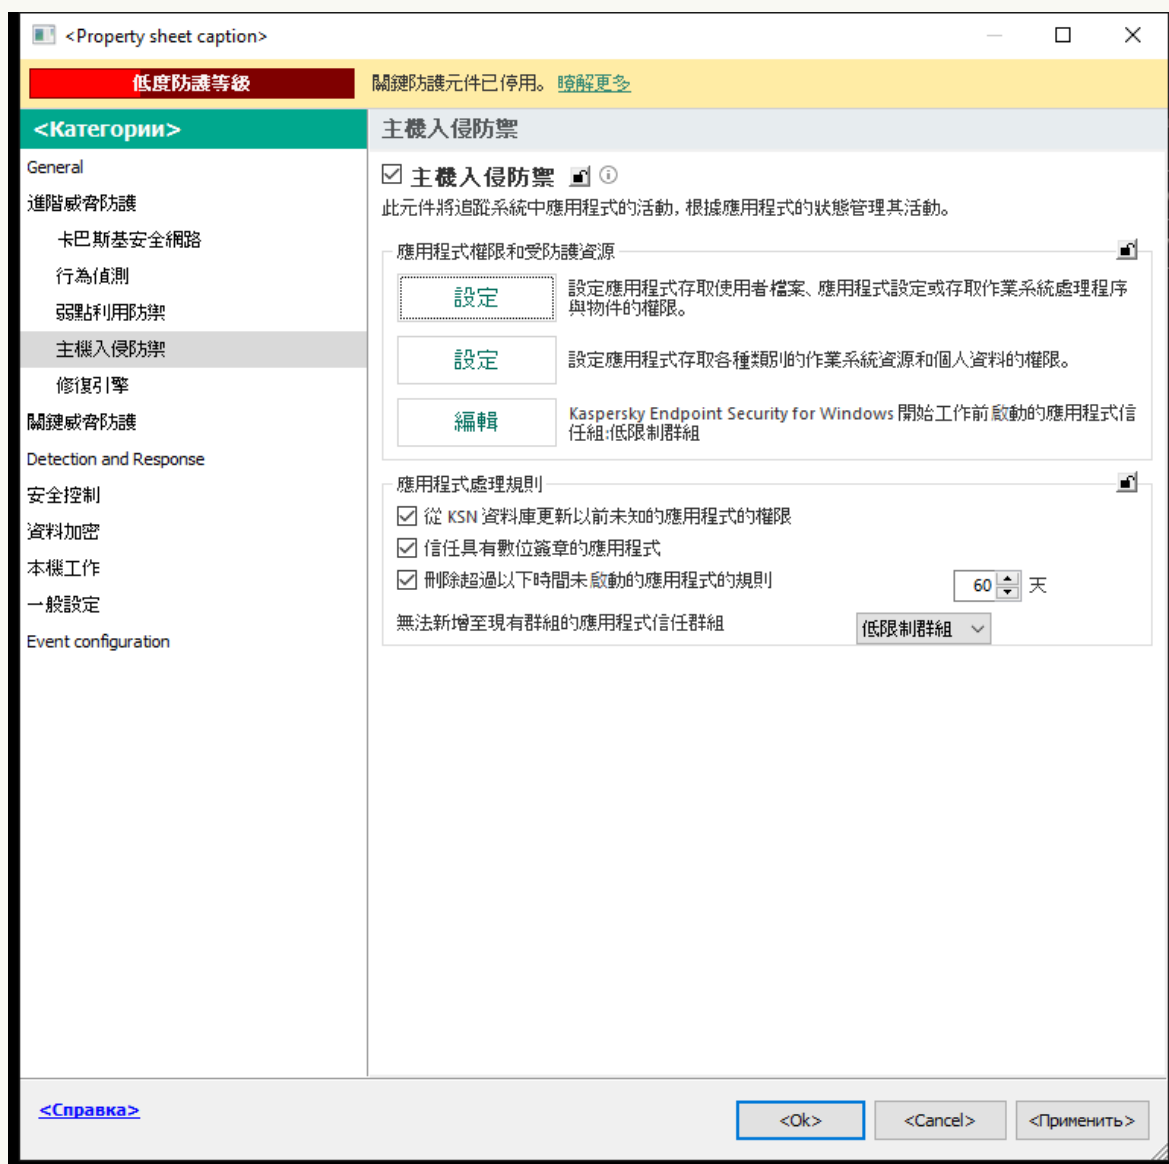 <Property sheet caption>
低度防護等級
關鍵防護元件已停用。 瞭解更多
<Категории>
General
進階威脅防護
卡巴斯基安全網路
行為偵測
弱點利用防禦
主機入侵防禦
修復引擎
關鍵威脅防護
Detection and Response
安全控制
資料加密
本機工作
一般設定
Event configuration
主機入侵防禦
主機入侵防禦
此元件將追蹤系統中應用程式的活動, 根據應用程式的狀態管理其活動。
應用程式權限和受防護資源
設定
設定應用程式存取使用者檔案、應用程式設定或存取作業系統處理程序
與物件的權限。
設定
設定應用程式存取各種類別的作業系統資源和個人資料的權限。
編輯
Kaspersky Endpoint Security for Windows 開始工作前啟動的應用程式信
任組:低限制群組
應用程式處理規則
從 KSN 資料庫更新以前未知的應用程式的權限
信任具有數位簽章的應用程式
刪除超過以下時間未啟動的應用程式的規則
60 天
無法新增至現有群組的應用程式信任群組
低限制群組
<Справка>
<Ok>
<Cancel>
<Применить>